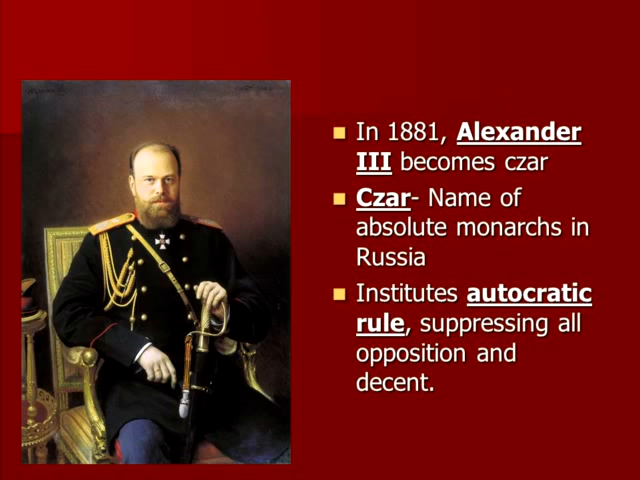 In 1881, Alexander
III becomes czar
Czar- Name of
absolute monarchs in
Russia
Institutes autocratic
rule, suppressing all
opposition and
decent.